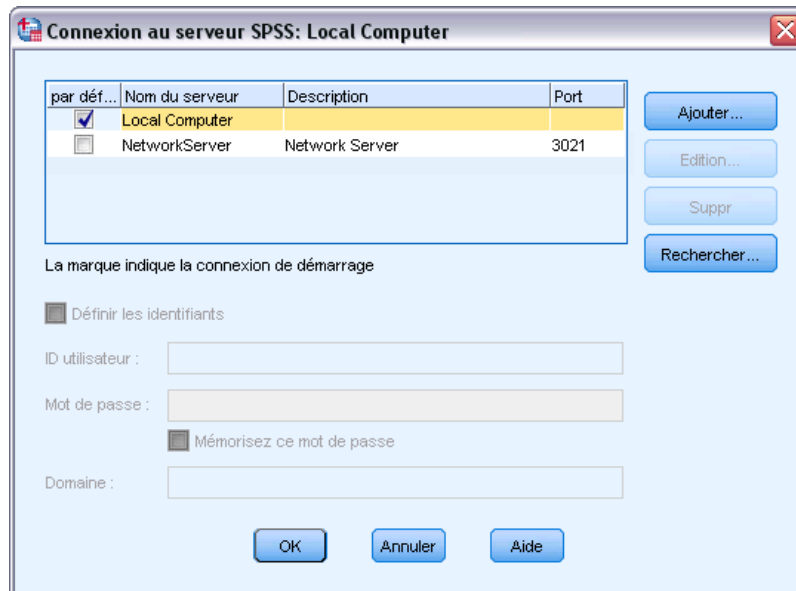 Connexion au serveur SPSS: Local Computer
par déf... Nom du serveur Description Port
Local Computer
NetworkServer Network Server 3021
Ajouter...
Edition...
Suppr
Rechercher...
La marque indique la connexion de démarrage
Définir les identifiants
ID utilisateur :
Mot de passe :
Mémorisez ce mot de passe
Domaine :
OK Annuler Aide